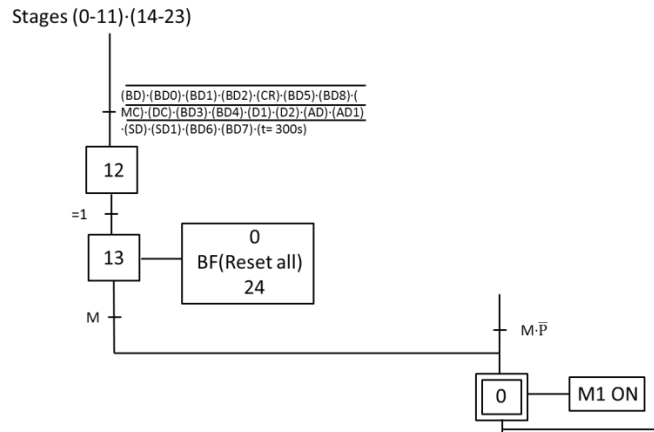 Stages (0-11)·(14-23)
(BD)·(BD0)·(BD1)·(BD2)·(CR)·(BD5)·(BD8)·(
MC)·(DC)·(BD3)·(BD4)·(D1)·(D2)·(AD)·(AD1)
·(SD)·(SD1)·(BD6)·(BD7)·(t= 300s)
12
=1
13
0
BF(Reset all)
24
M
M·P̅
0
M1 ON